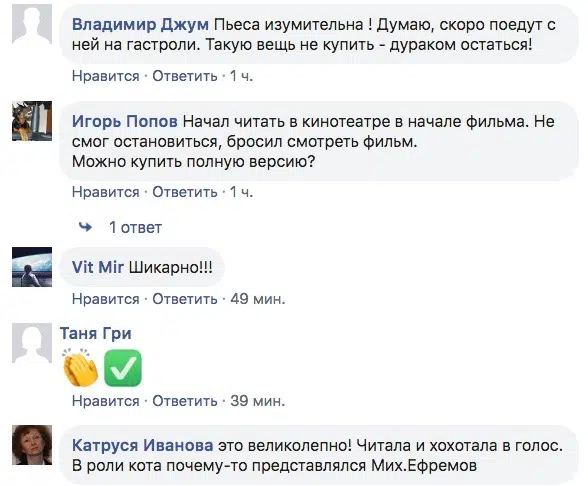 Владимир Джум Пьеса изумительна ! Думаю, скоро поедут с
ней на гастроли. Такую вещь не купить - дураком остаться!
Нравится · Ответить · 1 ч.
Игорь Попов Начал читать в кинотеатре в начале фильма. Не
смог остановиться, бросил смотреть фильм.
Можно купить полную версию?
Нравится · Ответить · 1 ч.
1 ответ
Vit Mir Шикарно!!!
Нравится · Ответить · 49 мин.
Таня Гри
👏✅
Нравится · Ответить · 39 мин.
Катруся Иванова это великолепно! Читала и хохотала в голос.
В роли кота почему-то представлялся Мих.Ефремов